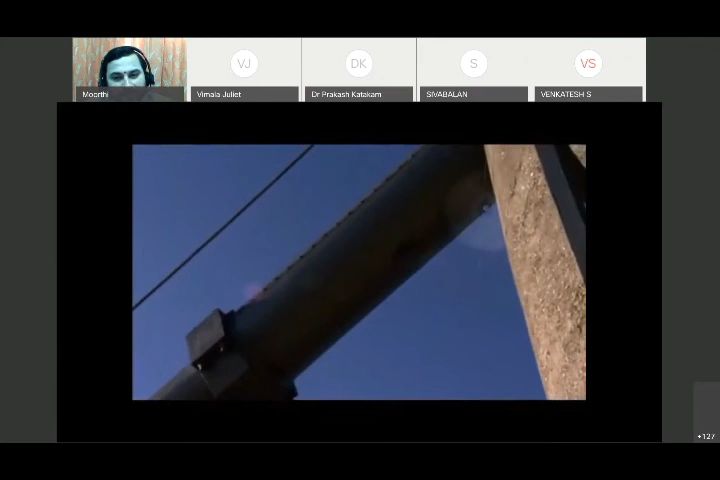 VJ
DK
S
VS
Moorthi
Vimala Juliet
Dr Prakash Katakam
SIVABALAN
VENKATESH S
+127